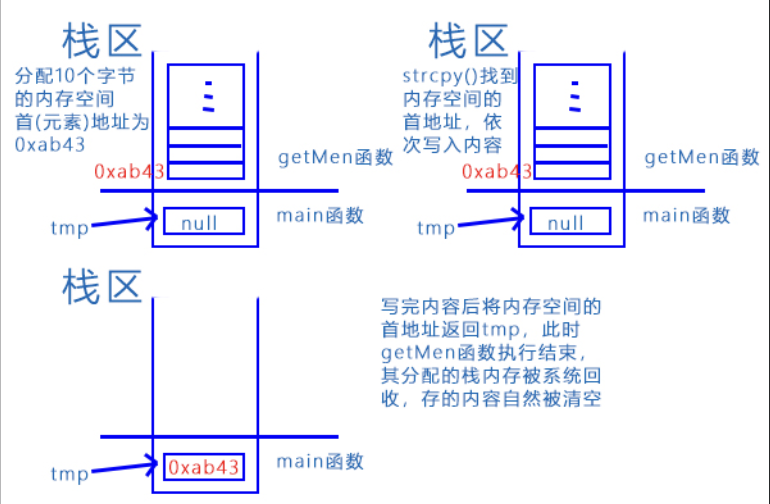 栈区
分配10个字节
的内存空间
首(元素)地址为
0xab43
0xab43
getMen函数
tmp
null
main函数
栈区
strcpy()找到
内存空间的
首地址，依
次写入内容
0xab43
getMen函数
tmp
null
main函数
栈区
tmp
0xab43
main函数
写完内容后将内存空间的
首地址返回tmp，此时
getMen函数执行结束，
其分配的栈内存被系统回
收，存的内容自然被清空